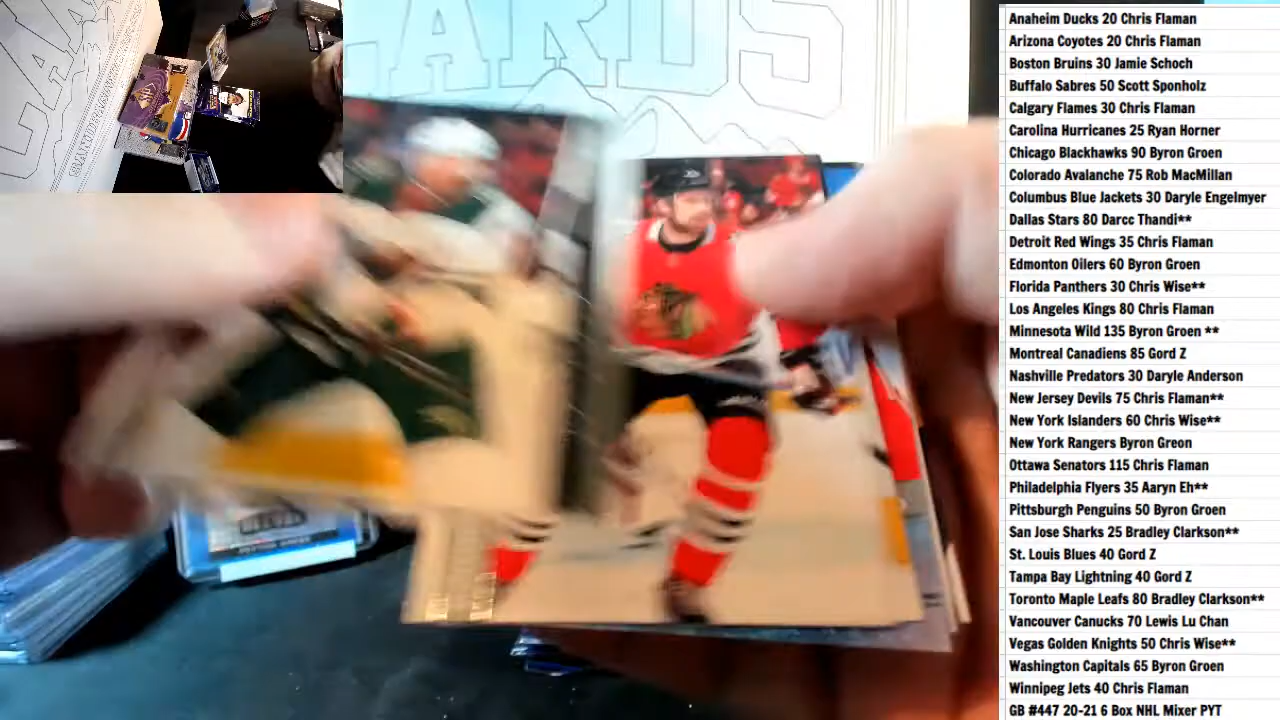 ARDS
Anaheim Ducks 20 Chris Flaman
Arizona Coyotes 20 Chris Flaman
Boston Bruins 30 Jamie Schoch
Buffalo Sabres 50 Scott Sponholz
Calgary Flames 30 Chris Flaman
Carolina Hurricanes 25 Ryan Horner
Chicago Blackhawks 90 Byron Groen
Colorado Avalanche 75 Rob MacMillan
Columbus Blue Jackets 30 Daryle Engelmyer
Dallas Stars 80 Darcc Thandi**
Detroit Red Wings 35 Chris Flaman
Edmonton Oilers 60 Byron Groen
Florida Panthers 30 Chris Wise**
Los Angeles Kings 80 Chris Flaman
Minnesota Wild 135 Byron Groen **
Montreal Canadiens 85 Gord Z
Nashville Predators 30 Daryle Anderson
New Jersey Devils 75 Chris Flaman**
New York Islanders 60 Chris Wise**
New York Rangers Byron Greon
Ottawa Senators 115 Chris Flaman
Philadelphia Flyers 35 Aaryn Eh**
Pittsburgh Penguins 50 Byron Groen
San Jose Sharks 25 Bradley Clarkson**
St. Louis Blues 40 Gord Z
Tampa Bay Lightning 40 Gord Z
Toronto Maple Leafs 80 Bradley Clarkson**
Vancouver Canucks 70 Lewis Lu Chan
Vegas Golden Knights 50 Chris Wise**
Washington Capitals 65 Byron Groen
Winnipeg Jets 40 Chris Flaman
GB #447 20-21 6 Box NHL Mixer PYT